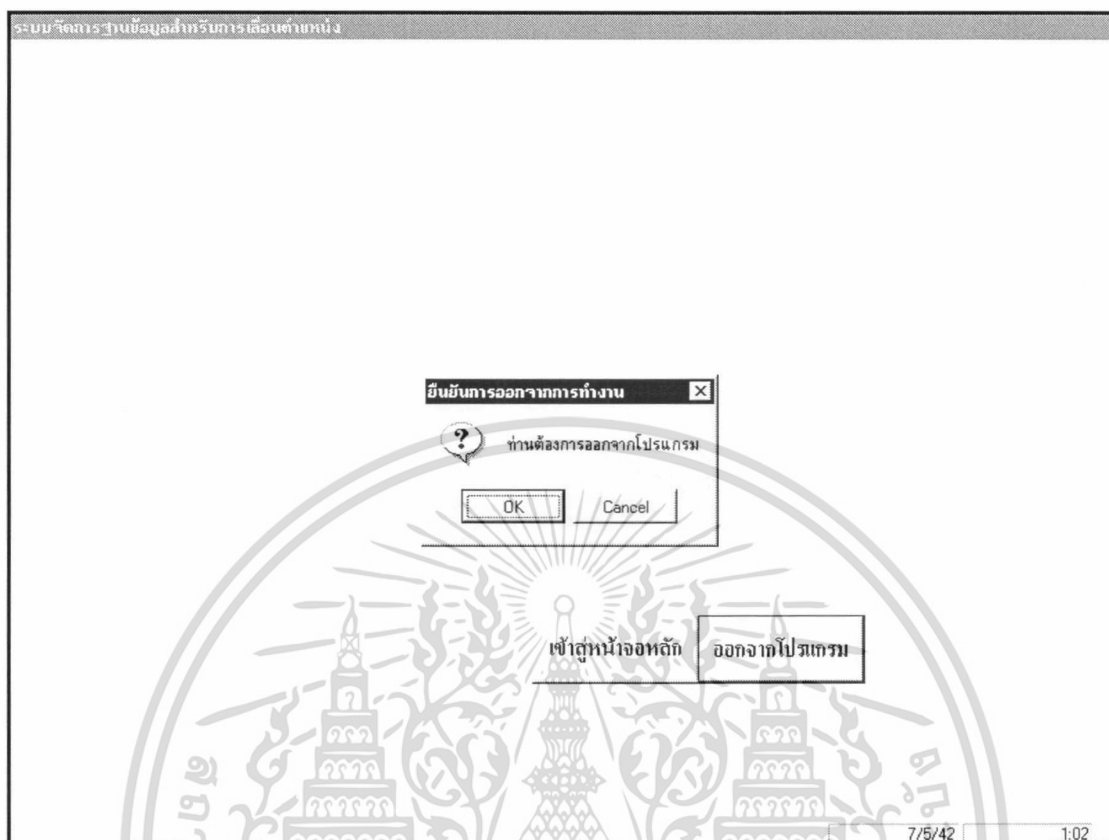 ระบบจัดการฐานข้อมูลสำหรับการเลื่อนตำแหน่ง
ยืนยันการออกจากการทำงาน
ท่านต้องการออกจากโปรแกรม
OK Cancel
เข้าสู่หน้าจอหลัก ออกจากโปรแกรม
7/5/42 1:02